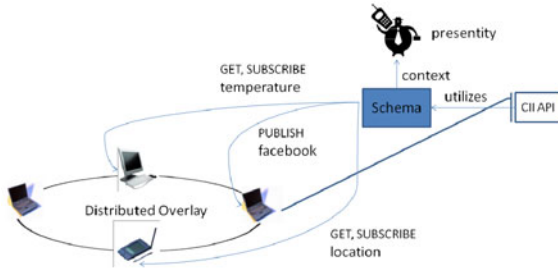 presentity
GET, SUBSCRIBE
temperature
context
Schema
utilizes
CII API
PUBLISH
facebook
Distributed Overlay
GET, SUBSCRIBE
location